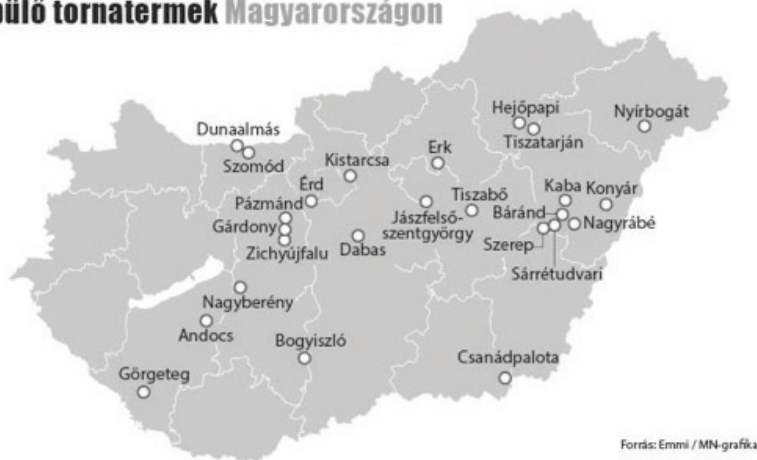 tornatermek Magyarországon
Hejőpapi
Nyírbogát
Tiszatarján
Dunaalmás
Szomód
Kistarcsa
Erk
Érd
Pázmánd
Gárdony
Zichyújfalu
Dabas
Jászfelső-
szentgyörgy
Tiszabő
Kaba
Konyár
Báránd
Nagyrábé
Szerep
Sárrétudvari
Nagyberény
Andocs
Bogyiszló
Görgeteg
Csanádpalota
Forrás: Emmi / MN-grafika